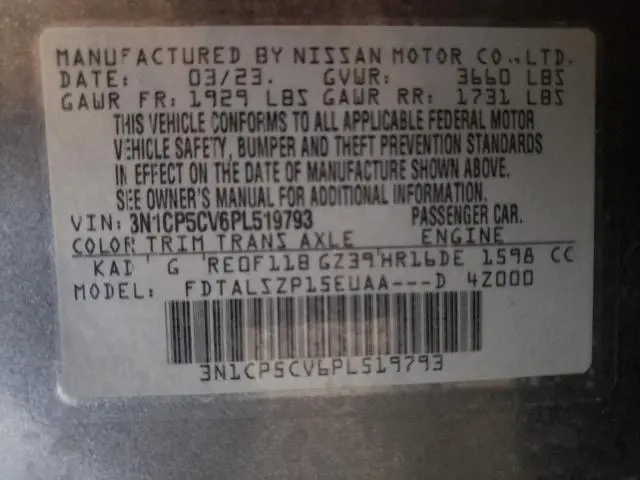 MANUFACTURED BY NISSAN MOTOR CO.,LTD.
DATE: 03/23. GVWR: 3660 LBS
GAWR FR: 1929 LBS GAWR RR: 1731 LBS
THIS VEHICLE CONFORMS TO ALL APPLICABLE FEDERAL MOTOR
VEHICLE SAFETY, BUMPER AND THEFT PREVENTION STANDARDS
IN EFFECT ON THE DATE OF MANUFACTURE SHOWN ABOVE.
SEE OWNER'S MANUAL FOR ADDITIONAL INFORMATION.
VIN: 3N1CP5CV6PL519793 PASSENGER CAR.
COLOR TRIM TRANS AXLE ENGINE
KAD G RE0F11B GZ39 HR16DE 1598 CC
MODEL: FDTALSZP15EUAA---D 4Z000
3N1CP5CV6PL519793